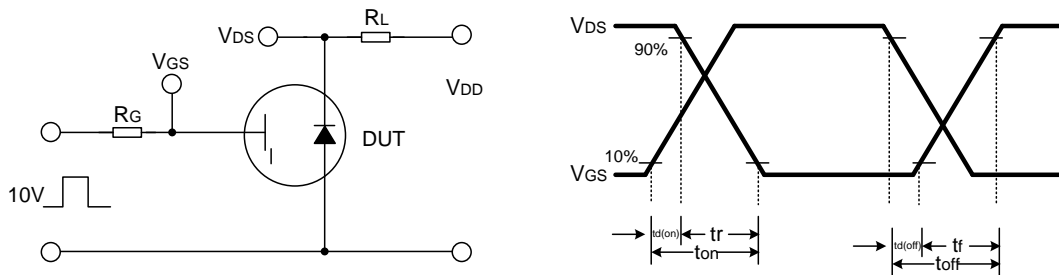 VDS
RL
VGS
VDD
RG
DUT
10V
VDS
90%
10%
VGS
td(on)
tr
ton
td(off)
tf
toff